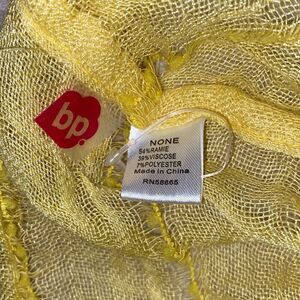 bp.
NONE
54%RAMIE
39%VISCOSE
7%POLYESTER
Made in China
RN58665